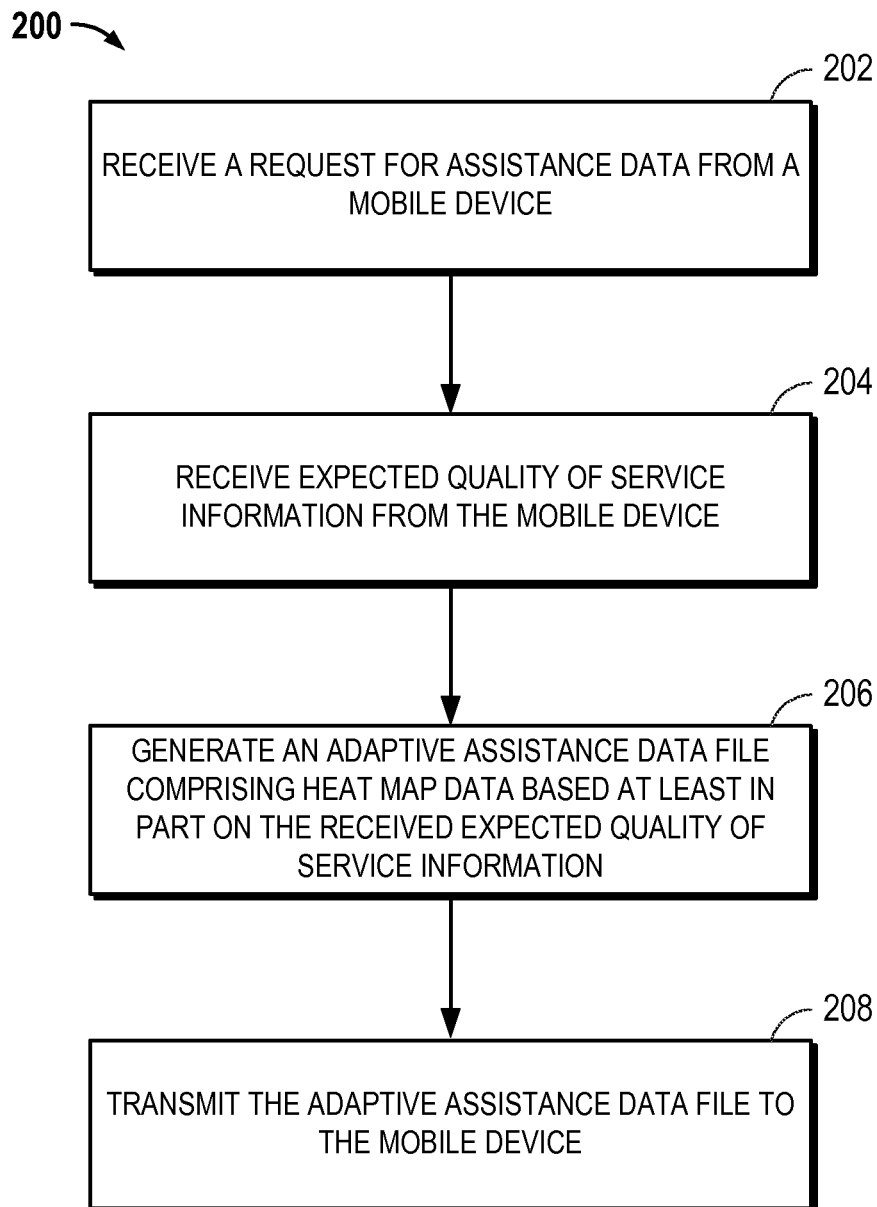 200
202
RECEIVE A REQUEST FOR ASSISTANCE DATA FROM A
MOBILE DEVICE
204
RECEIVE EXPECTED QUALITY OF SERVICE
INFORMATION FROM THE MOBILE DEVICE
206
GENERATE AN ADAPTIVE ASSISTANCE DATA FILE
COMPRISING HEAT MAP DATA BASED AT LEAST IN
PART ON THE RECEIVED EXPECTED QUALITY OF
SERVICE INFORMATION
208
TRANSMIT THE ADAPTIVE ASSISTANCE DATA FILE TO
THE MOBILE DEVICE